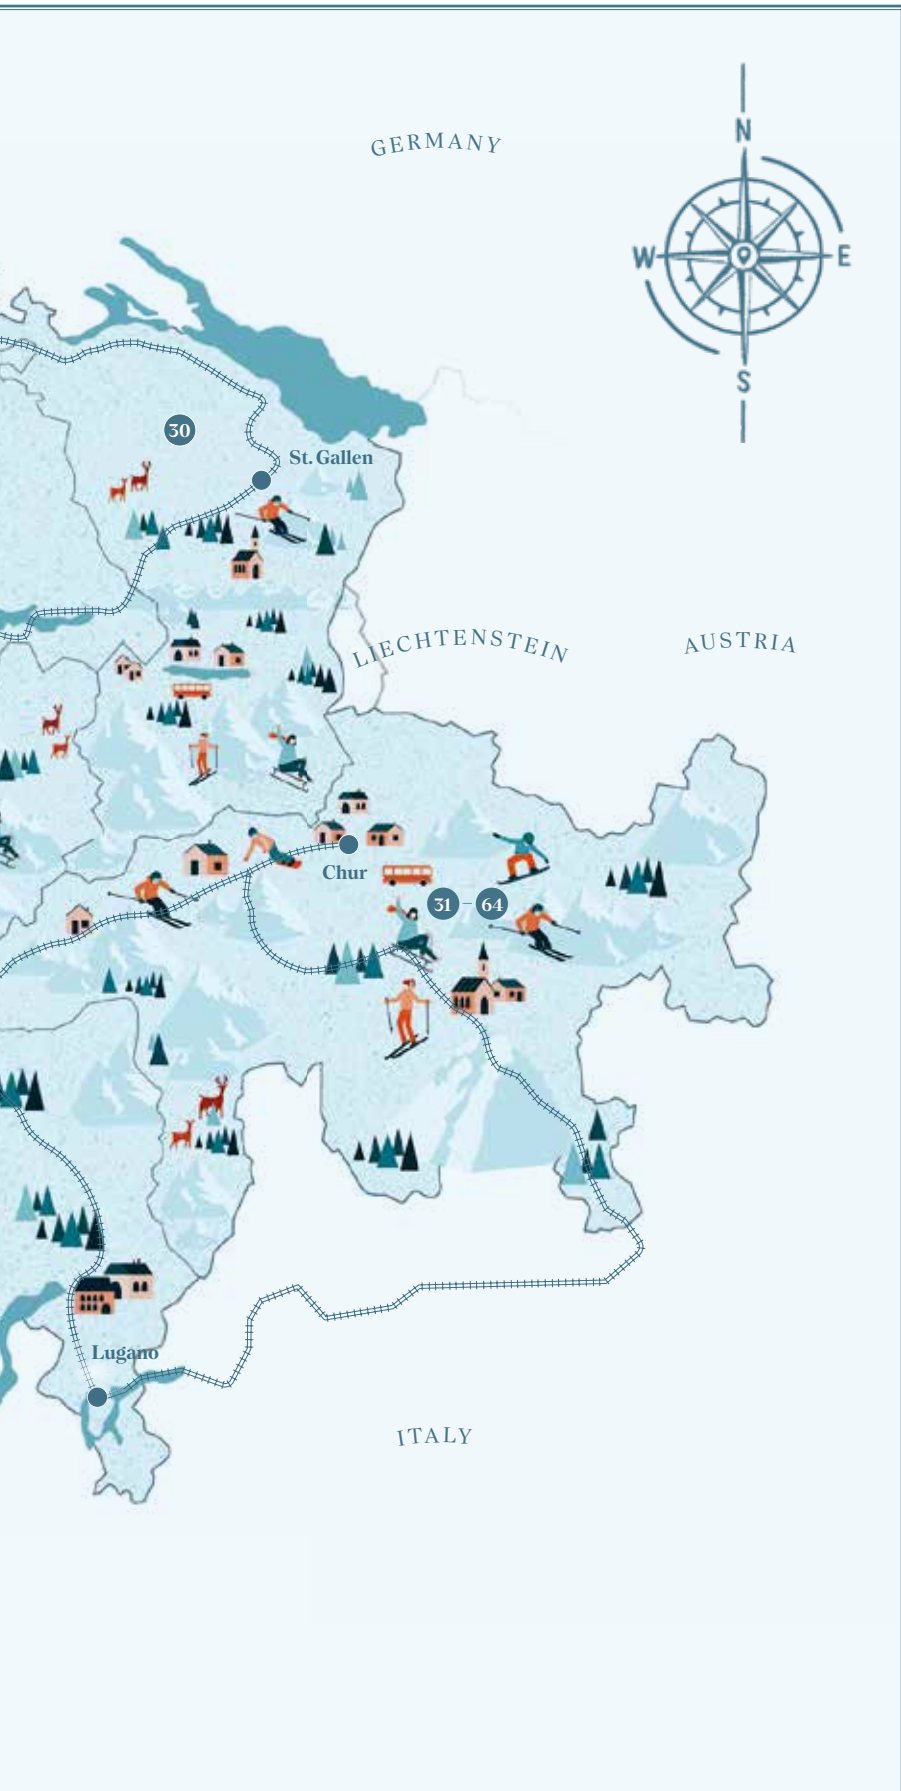 GERMANY
N
W
E
S
30
St. Gallen
LIECHTENSTEIN
AUSTRIA
Chur
31 – 64
Lugano
ITALY